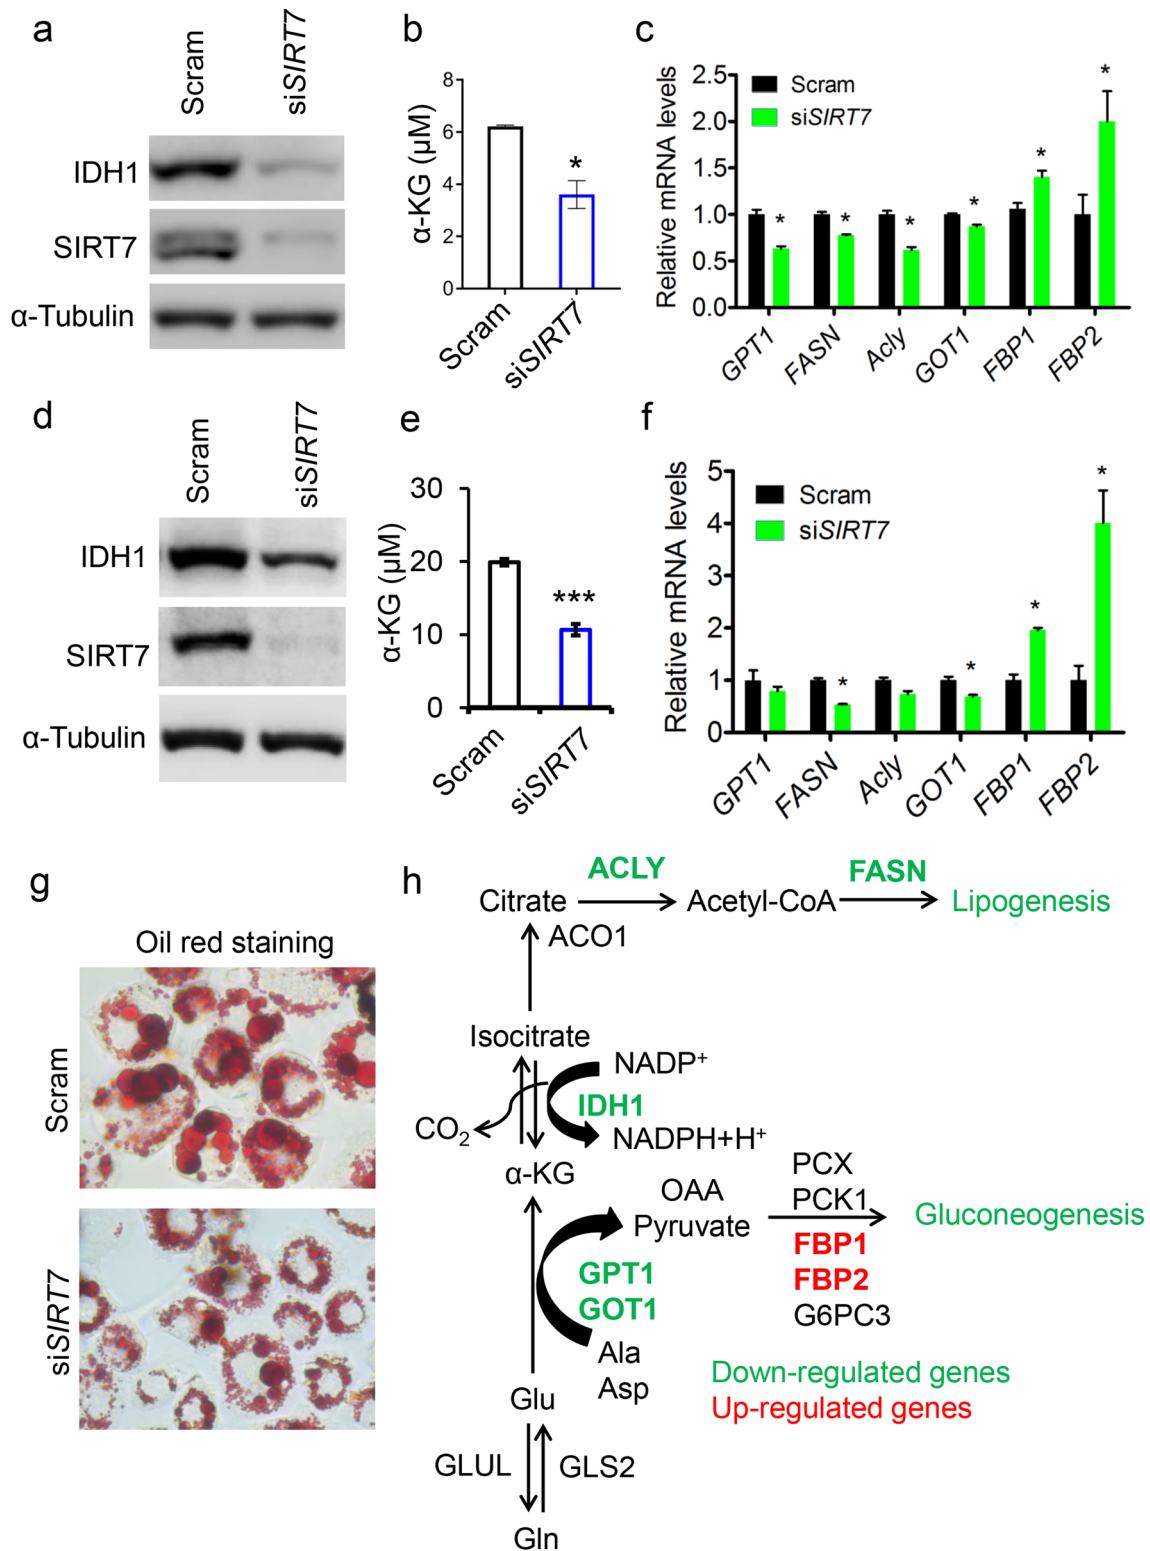 a
Scram
siSIRT7
IDH1
SIRT7
α-Tubulin
b
α-KG (μM)
8
6
4
2
0
*
Scram
siSIRT7
c
Relative mRNA levels
2.5
2.0
1.5
1.0
0.5
0.0
Scram
siSIRT7
*
*
*
*
*
*
GPT1
FASN
Acly
GOT1
FBP1
FBP2
d
Scram
siSIRT7
IDH1
SIRT7
α-Tubulin
e
α-KG (μM)
30
20
10
0
***
Scram
siSIRT7
f
Relative mRNA levels
5
4
3
2
1
0
Scram
siSIRT7
*
*
*
*
GPT1
FASN
Acly
GOT1
FBP1
FBP2
g
Oil red staining
Scram
siSIRT7
h
ACLY
FASN
Citrate
Acetyl-CoA
Lipogenesis
ACO1
Isocitrate
NADP⁺
IDH1
CO₂
NADPH+H⁺
α-KG
OAA
Pyruvate
PCX
PCK1
Gluconeogenesis
FBP1
FBP2
G6PC3
GPT1
GOT1
Ala
Asp
Down-regulated genes
Up-regulated genes
Glu
GLUL
GLS2
Gln